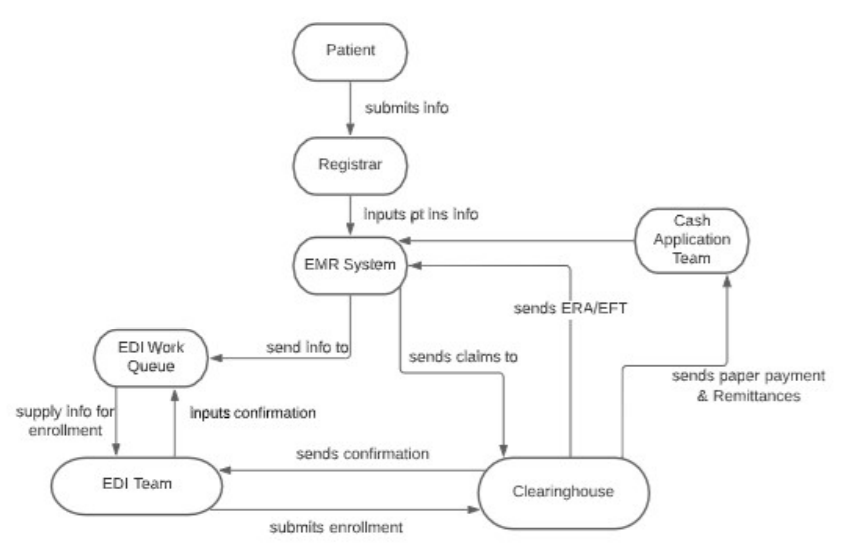 Patient
submits info
Registrar
inputs pt ins info
Cash
Application
Team
EMR System
sends ERA/EFT
EDI Work
Queue
send info to
sends claims to
sends paper payment
& Remittances
supply info for
enrollment
inputs confirmation
sends confirmation
EDI Team
Clearinghouse
submits enrollment